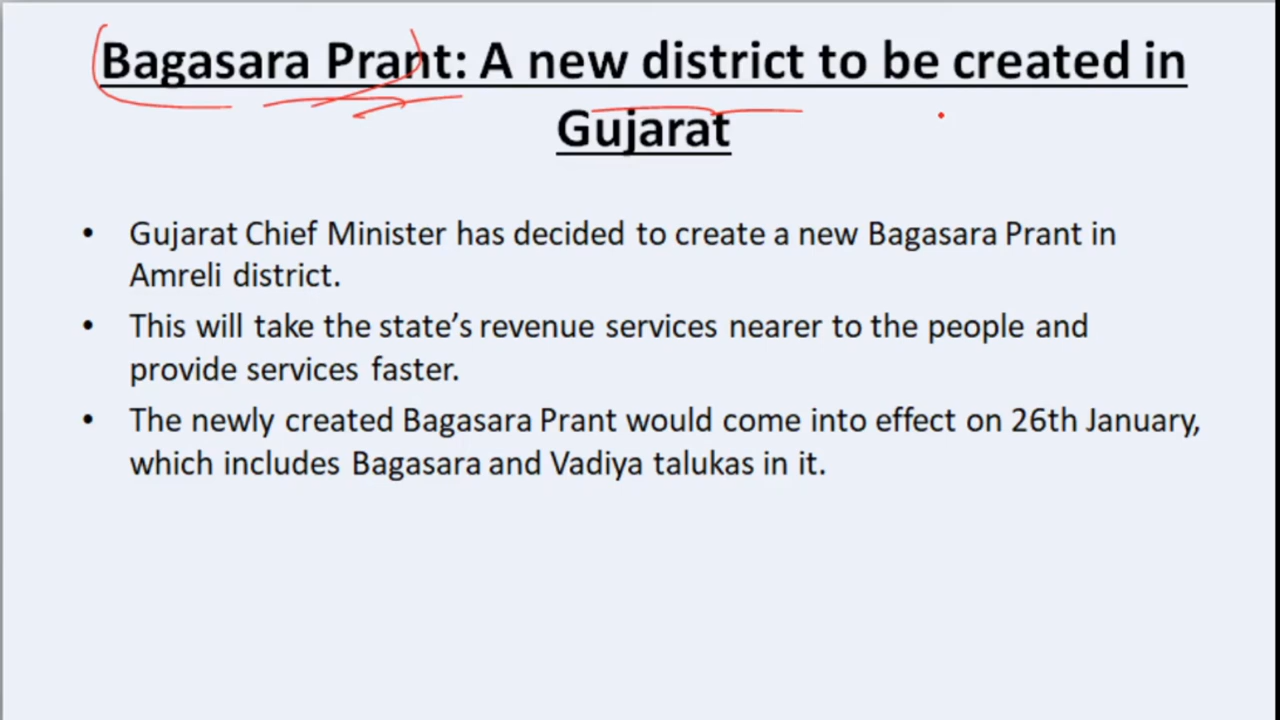 Bagasara Prant: A new district to be created in
Gujarat
• Gujarat Chief Minister has decided to create a new Bagasara Prant in
Amreli district.
• This will take the state’s revenue services nearer to the people and
provide services faster.
• The newly created Bagasara Prant would come into effect on 26th January,
which includes Bagasara and Vadiya talukas in it.